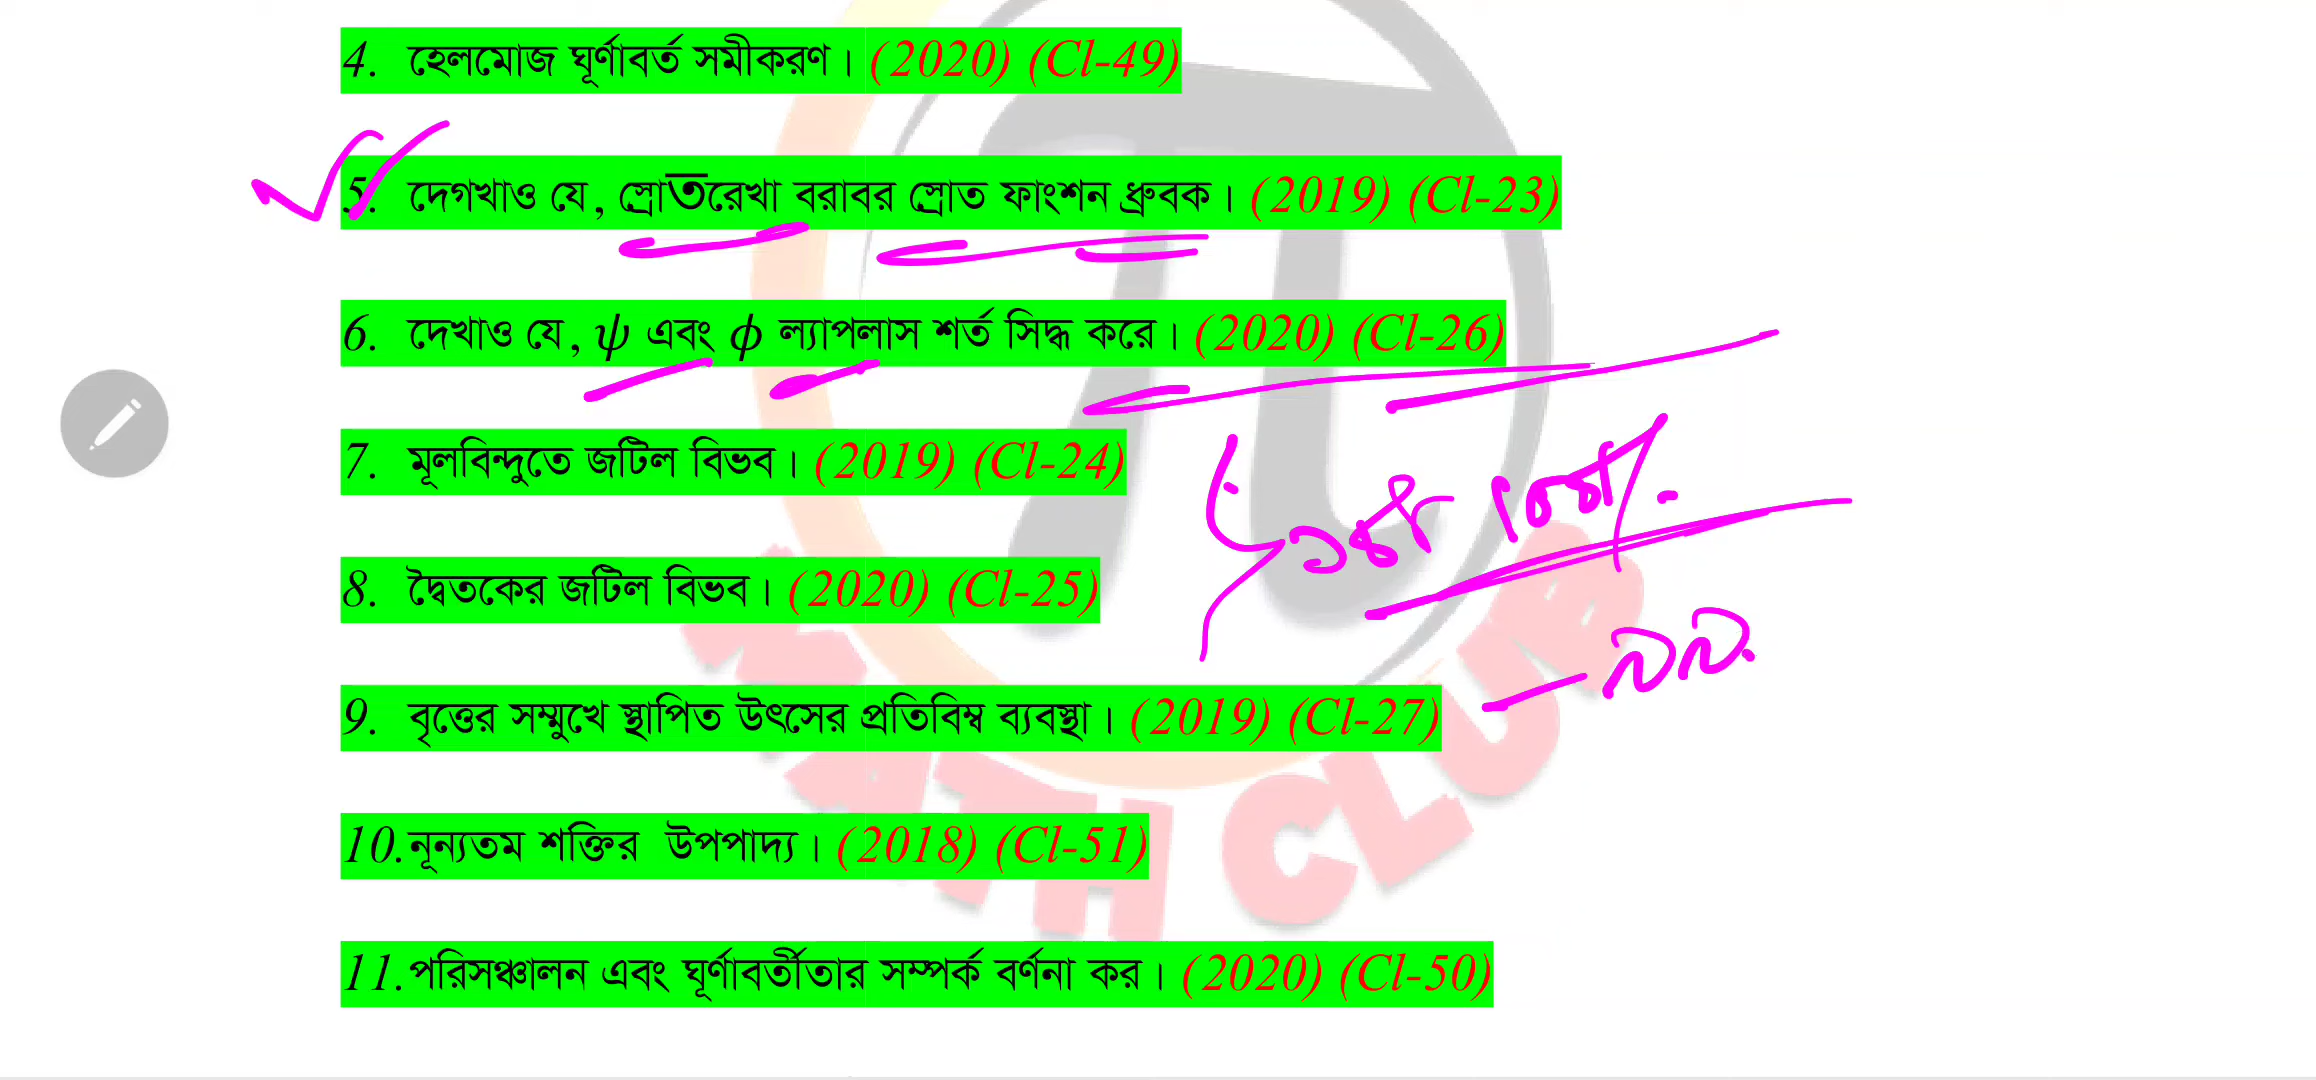 4. হেলমোজ ঘূর্ণাবর্ত সমীকরণ। (2020) (Cl-49)
5. দেগখাও যে, স্রোতরেখা বরাবর স্রোত ফাংশন ধ্রুবক। (2019) (Cl-23)
6. দেখাও যে, ψ এবং ϕ ল্যাপলাস শর্ত সিদ্ধ করে। (2020) (Cl-26)
7. মূলবিন্দুতে জটিল বিভব। (2019) (Cl-24)
১০০%
8. দ্বৈতকের জটিল বিভব। (2020) (Cl-25)
9. বৃত্তের সম্মুখে স্থাপিত উৎসের প্রতিবিম্ব ব্যবস্থা। (2019) (Cl-27)
10. নূন্যতম শক্তির উপপাদ্য। (2018) (Cl-51)
11. পরিসঞ্চালন এবং ঘূর্ণাবর্তীতার সম্পর্ক বর্ণনা কর। (2020) (Cl-50)
MATH CLUB